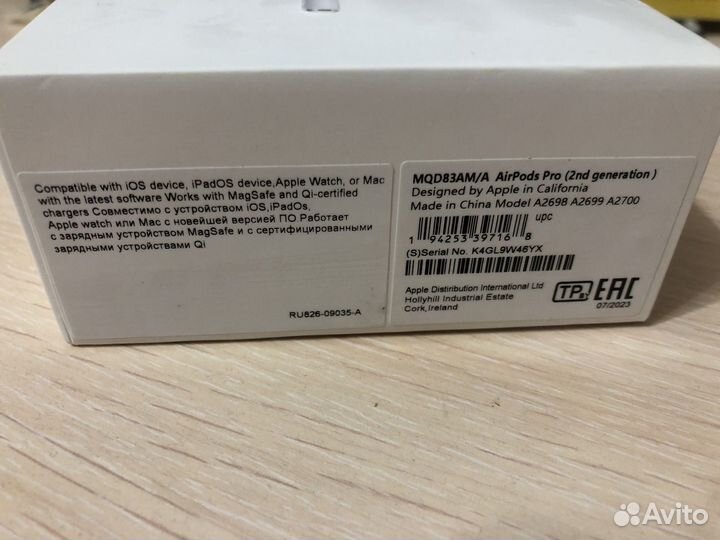 Compatible with iOS device, iPadOS device,Apple Watch, or Mac
with the latest software Works with MagSafe and Qi-certified
chargers Совместимо с устройством iOS,iPadOs,
Apple watch или Mac с новейшей версией ПО Работает
с зарядным устройством MagSafe и с сертифицированными
зарядными устройствами Qi
RU826-09035-A
MQD83AM/A AirPods Pro (2nd generation )
Designed by Apple in California
Made in China Model A2698 A2699 A2700
upc
1 94253 39716 8
(S)Serial No. K4GL9W46YX
Apple Distiribution International Ltd
Hollyhill Industrial Estate
Cork,Ireland
TP
EAC
07/2023
Avito